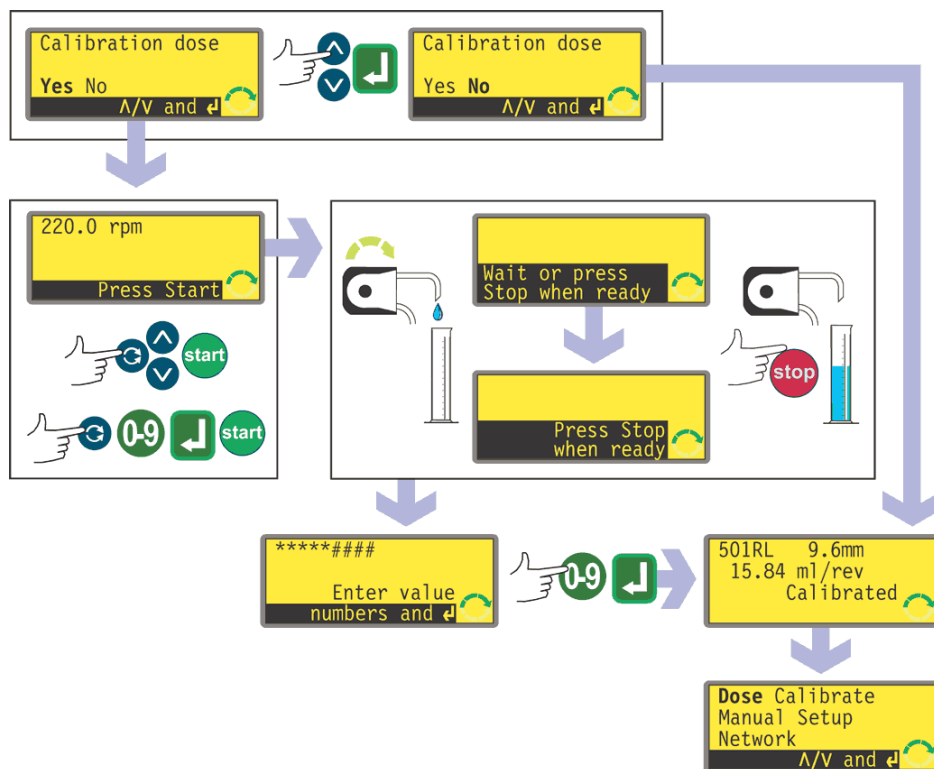 Calibration dose
Yes No
∧/∨ and ↲
Calibration dose
Yes No
∧/∨ and ↲
220.0 rpm
Press Start
start
0-9
start
Wait or press
Stop when ready
Press Stop
when ready
stop
*****####
Enter value
numbers and ↲
0-9
501RL 9.6mm
15.84 ml/rev
Calibrated
Dose Calibrate
Manual Setup
Network
∧/∨ and ↲